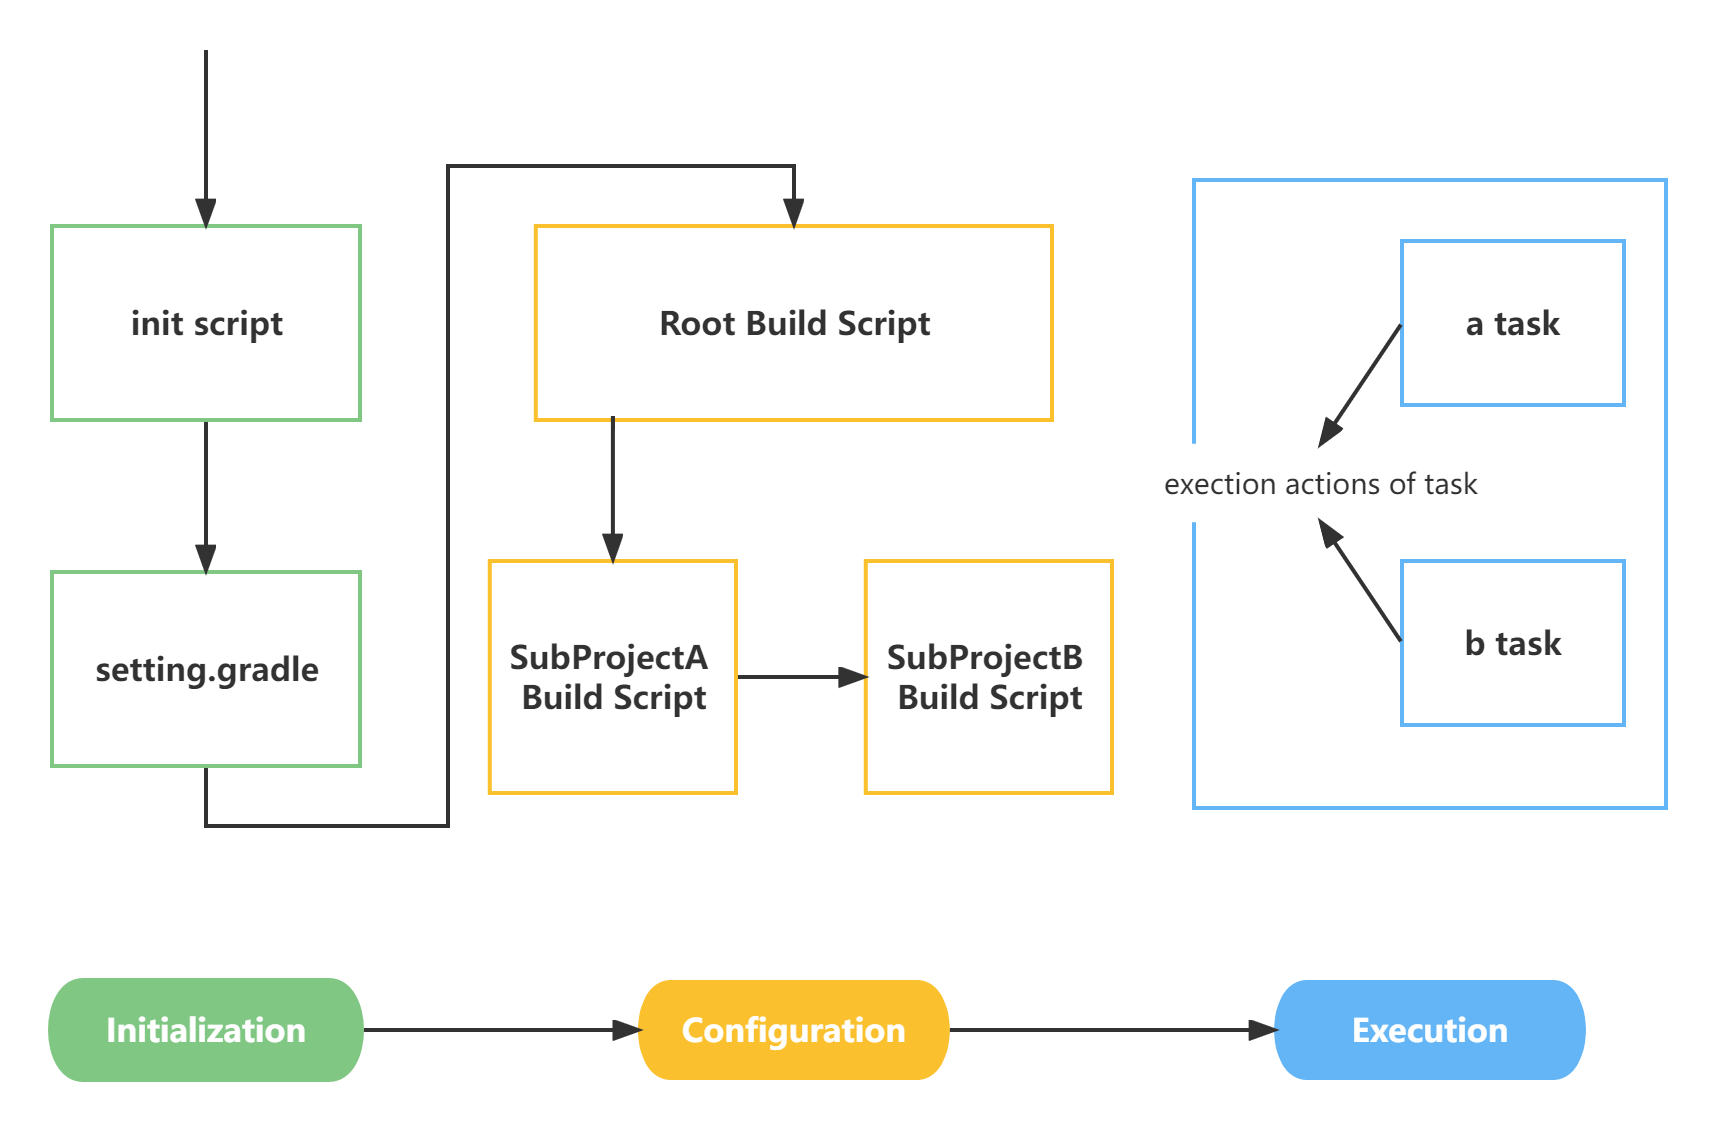 init script
setting.gradle
Root Build Script
SubProjectA
Build Script
SubProjectB
Build Script
a task
exection actions of task
b task
Initialization
Configuration
Execution